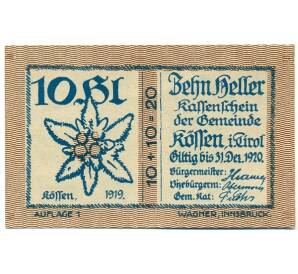 10 Hl
Kössen, 1919.
10 + 10 = 20
Zehn Heller
Kassenschein
der Gemeinde
Kössen, i. Tirol
Giltig bis 31. Dez. 1920.
Bürgermeister:
Vizebürgerm.
Gem. Rat:
AUFLAGE 1
WAGNER, INNSBRUCK.